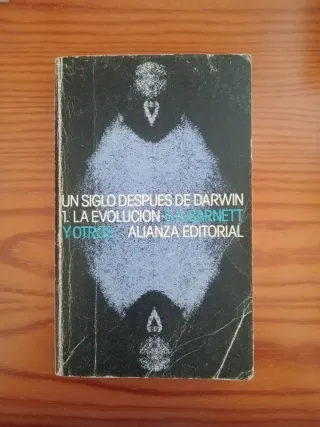 UN SIGLO DESPUES DE DARWIN
1. LA EVOLUCION S.A. BARNETT
Y OTROS ALIANZA EDITORIAL